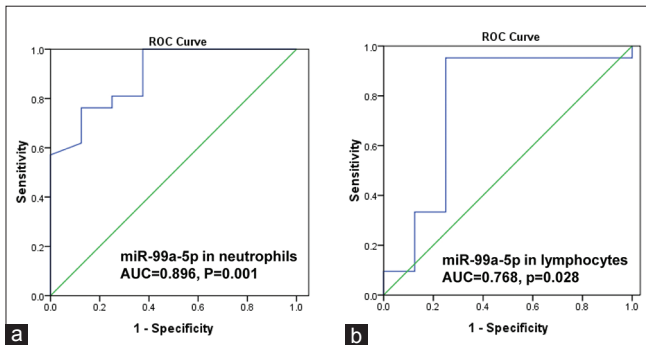 ROC Curve
1.0
0.8
0.6
0.4
0.2
0.0
Sensitivity
miR-99a-5p in neutrophils
AUC=0.896, P=0.001
0.0 0.2 0.4 0.6 0.8 1.0
1 - Specificity
a
ROC Curve
1.0
0.8
0.6
0.4
0.2
0.0
Sensitivity
miR-99a-5p in lymphocytes
AUC=0.768, p=0.028
0.0 0.2 0.4 0.6 0.8 1.0
1 - Specificity
b